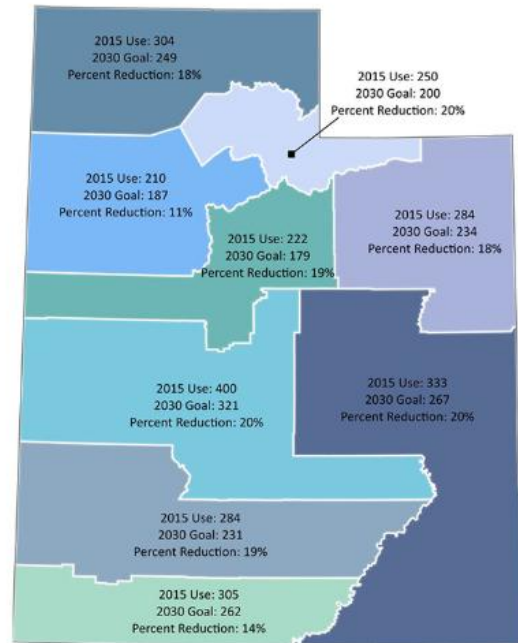 2015 Use: 304
2030 Goal: 249
Percent Reduction: 18%
2015 Use: 250
2030 Goal: 200
Percent Reduction: 20%
2015 Use: 210
2030 Goal: 187
Percent Reduction: 11%
2015 Use: 284
2030 Goal: 234
Percent Reduction: 18%
2015 Use: 222
2030 Goal: 179
Percent Reduction: 19%
2015 Use: 400
2030 Goal: 321
Percent Reduction: 20%
2015 Use: 333
2030 Goal: 267
Percent Reduction: 20%
2015 Use: 284
2030 Goal: 231
Percent Reduction: 19%
2015 Use: 305
2030 Goal: 262
Percent Reduction: 14%